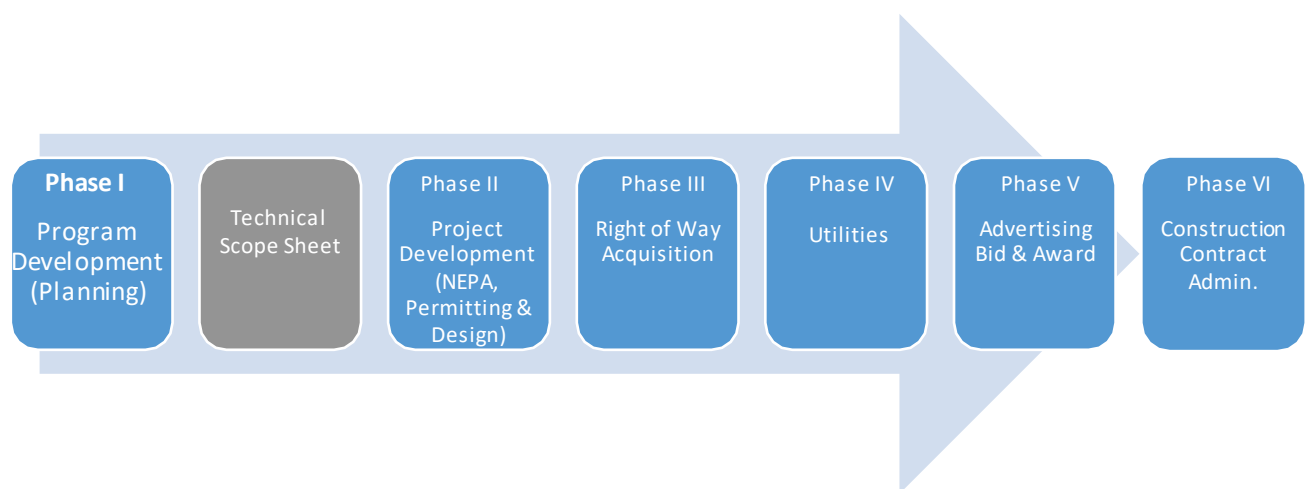 Phase I
Program
Development
(Planning)
Technical
Scope Sheet
Phase II
Project
Development
(NEPA,
Permitting &
Design)
Phase III
Right of Way
Acquisition
Phase IV
Utilities
Phase V
Advertising
Bid & Award
Phase VI
Construction
Contract
Admin.